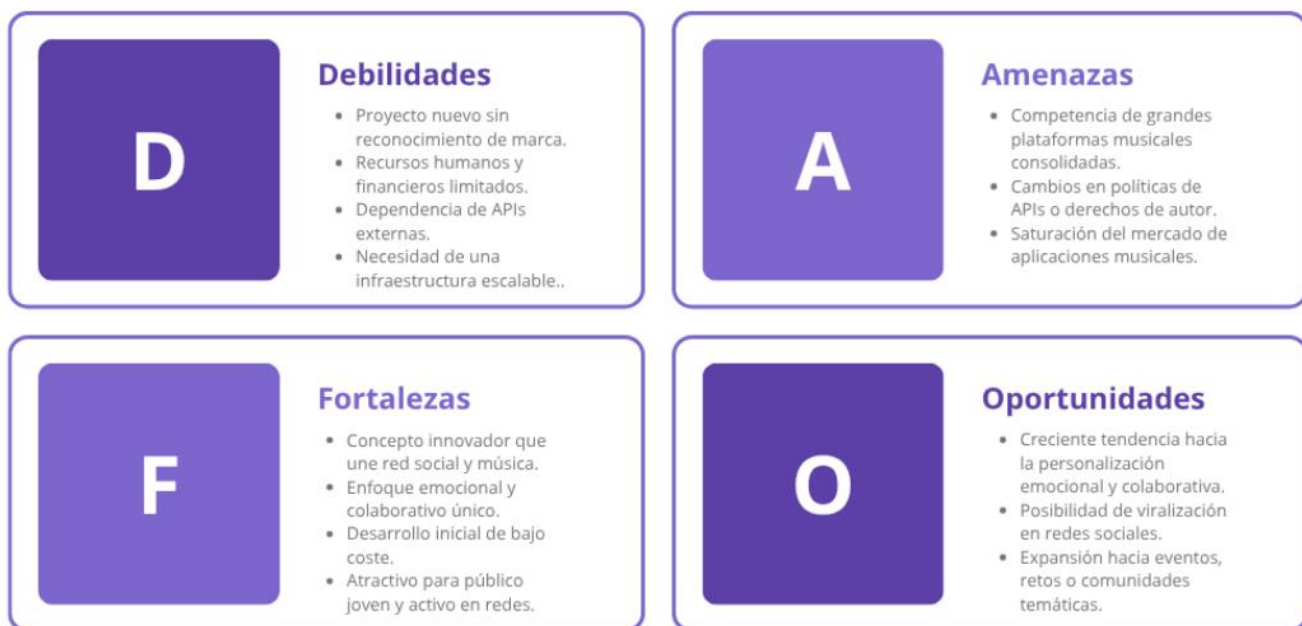 D
Debilidades
• Proyecto nuevo sin
reconocimiento de marca.
• Recursos humanos y
financieros limitados.
• Dependencia de APIs
externas.
• Necesidad de una
infraestructura escalable..
A
Amenazas
• Competencia de grandes
plataformas musicales
consolidadas.
• Cambios en políticas de
APIs o derechos de autor.
• Saturación del mercado de
aplicaciones musicales.
F
Fortalezas
• Concepto innovador que
une red social y música.
• Enfoque emocional y
colaborativo único.
• Desarrollo inicial de bajo
coste.
• Atractivo para público
joven y activo en redes.
O
Oportunidades
• Creciente tendencia hacia
la personalización
emocional y colaborativa.
• Posibilidad de viralización
en redes sociales.
• Expansión hacia eventos,
retos o comunidades
temáticas.